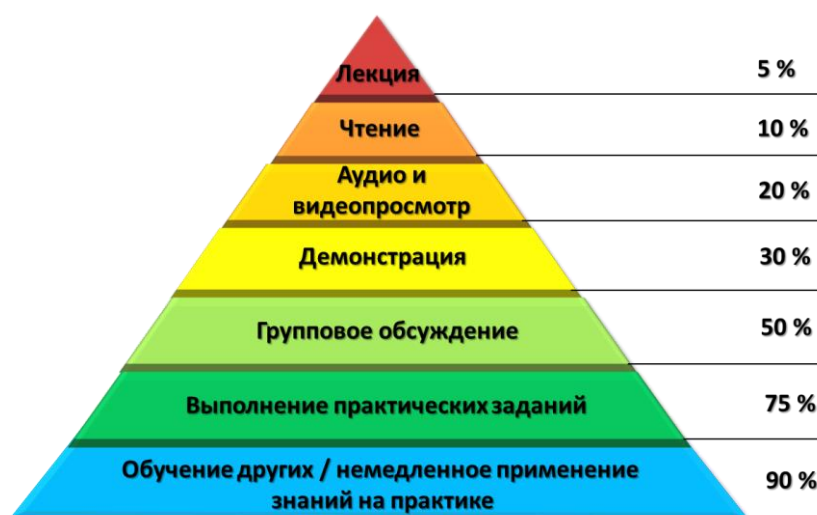 Лекция
5 %
Чтение
10 %
Аудио и
видеопросмотр
20 %
Демонстрация
30 %
Групповое обсуждение
50 %
Выполнение практических заданий
75 %
Обучение других / немедленное применение
знаний на практике
90 %